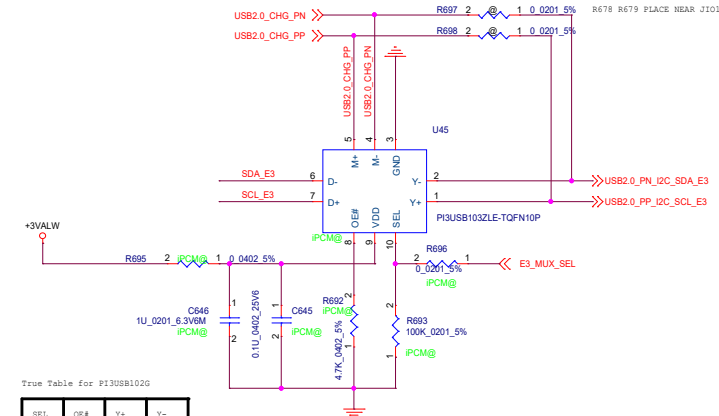 R697 2 @ 1 0_0201_5%
R678 R679 PLACE NEAR JIO1
USB2.0_CHG_PN
USB2.0_CHG_PP
R698 2 @ 1 0_0201_5%
USB2.0_CHG_PP
USB2.0_CHG_PN
5 4 3
U45
M+ M- GND
SDA_E3 6 D- Y- 2
USB2.0_PN_I2C_SDA_E3
SCL_E3 7 D+ Y+ 1
USB2.0_PP_I2C_SCL_E3
OE# VDD SEL
PI3USB103ZLE-TQFN10P
iPCM@
8 9 10
+3VALW
R695 2 iPCM@ 1 0_0402_5%
R696
2 1
0_0201_5%
iPCM@
E3_MUX_SEL
C646
1U_0201_6.3V6M
iPCM@
1
2
0.1U_0402_25V6
1
2
C645
iPCM@
R692
iPCM@
4.7K_0402_5%
2
1
R693
100K_0201_5%
iPCM@
2
1
True Table for PI3USB102G
SEL OE# Y+ Y-